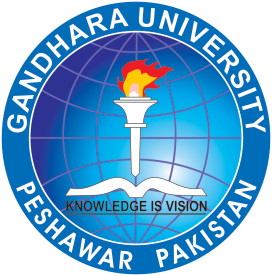 GANDHARA UNIVERSITY
KNOWLEDGE IS VISION
PESHAWAR PAKISTAN